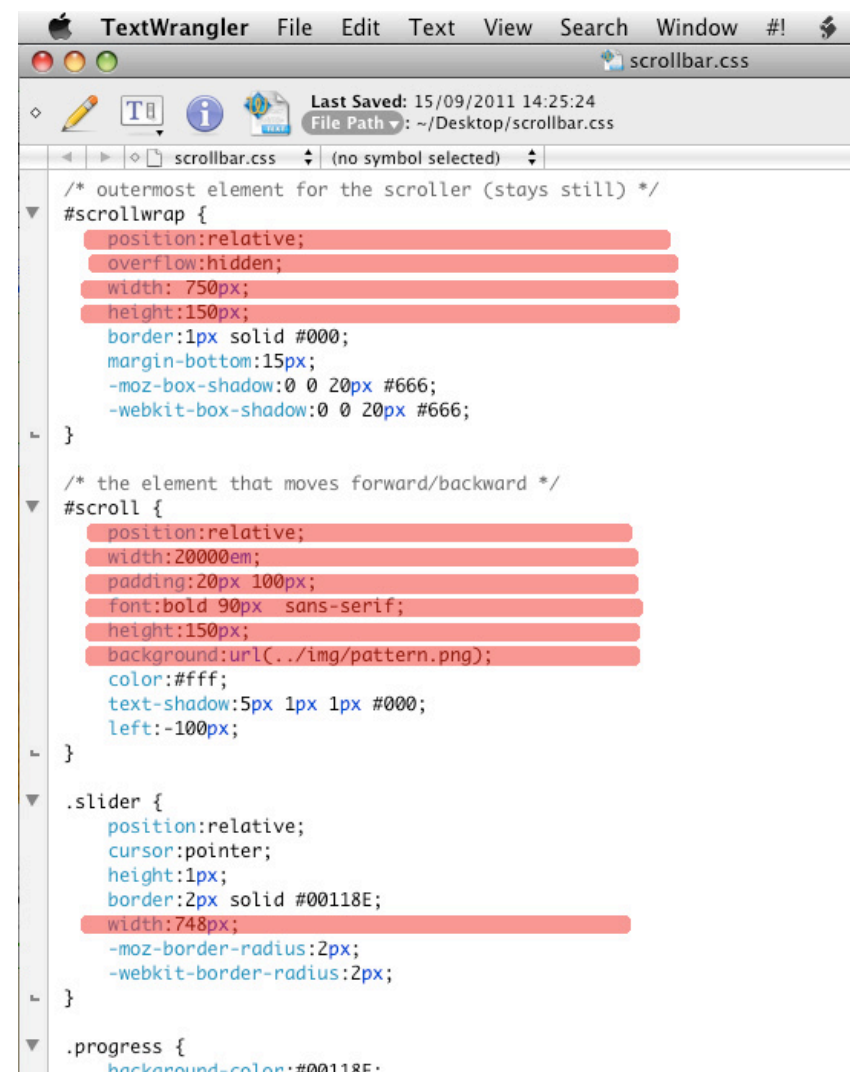 TextWrangler File Edit Text View Search Window #!
scrollbar.css
Last Saved: 15/09/2011 14:25:24
File Path: ~/Desktop/scrollbar.css
scrollbar.css (no symbol selected)
/* outermost element for the scroller (stays still) */
#scrollwrap {
position:relative;
overflow:hidden;
width: 750px;
height:150px;
border:1px solid #000;
margin-bottom:15px;
-moz-box-shadow:0 0 20px #666;
-webkit-box-shadow:0 0 20px #666;
}
/* the element that moves forward/backward */
#scroll {
position:relative;
width:20000em;
padding:20px 100px;
font:bold 90px  sans-serif;
height:150px;
background:url(../img/pattern.png);
color:#fff;
text-shadow:5px 1px 1px #000;
left:-100px;
}
.slider {
position:relative;
cursor:pointer;
height:1px;
border:2px solid #00118E;
width:748px;
-moz-border-radius:2px;
-webkit-border-radius:2px;
}
.progress {
background-color:#00118E;